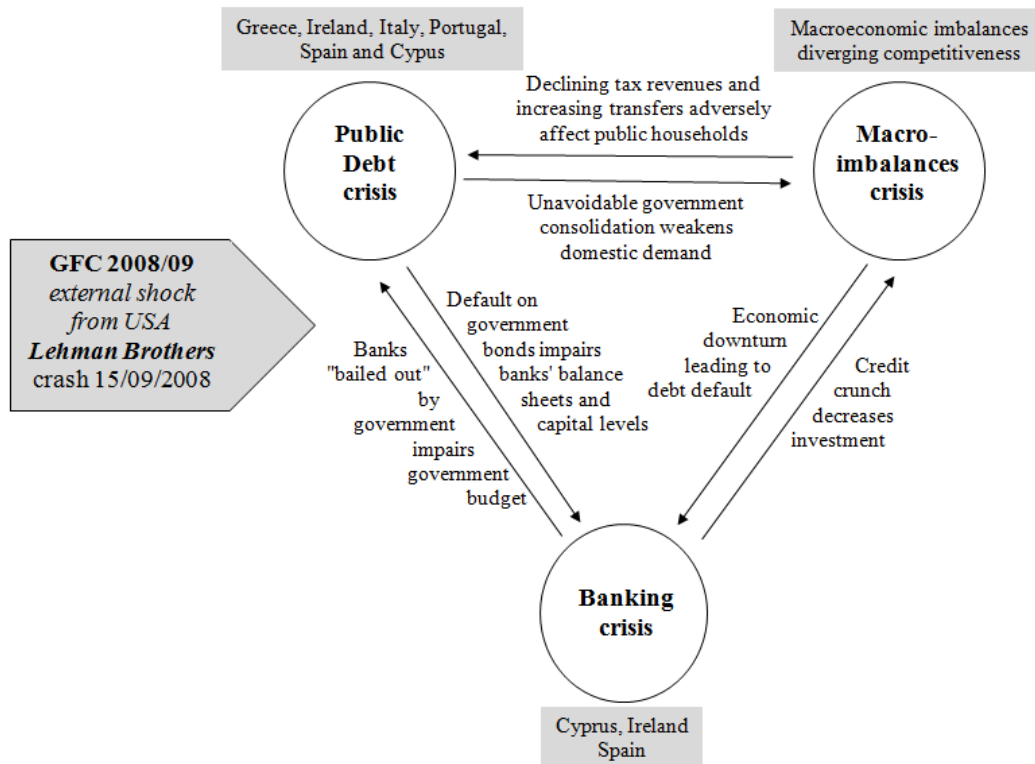 Greece, Ireland, Italy, Portugal,
Spain and Cypus
Macroeconomic imbalances
diverging competitiveness
Declining tax revenues and
increasing transfers adversely
affect public households
Public
Debt
crisis
Macro-
imbalances
crisis
Unavoidable government
consolidation weakens
domestic demand
GFC 2008/09
external shock
from USA
Lehman Brothers
crash 15/09/2008
Default on
government
bonds impairs
banks' balance
sheets and
capital levels
Banks
"bailed out"
by
government
impairs
government
budget
Economic
downturn
leading to
debt default
Credit
crunch
decreases
investment
Banking
crisis
Cyprus, Ireland
Spain